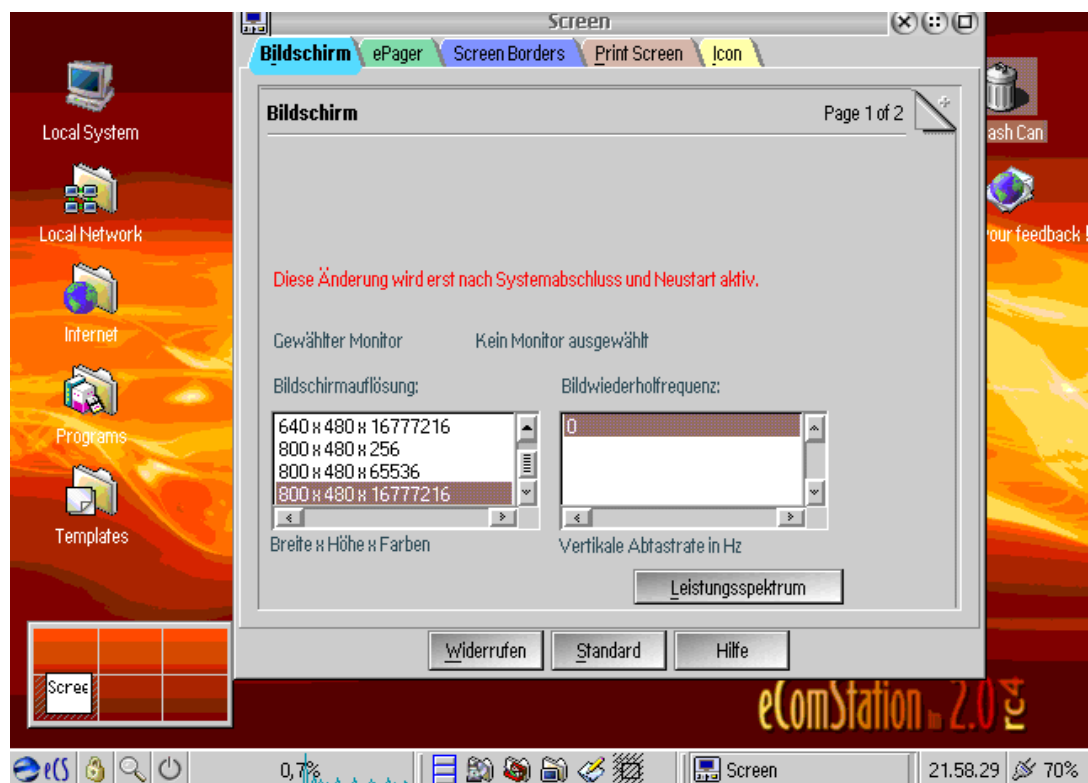 Screen
Bildschirm ePager Screen Borders Print Screen Icon
Bildschirm Page 1 of 2
Diese Änderung wird erst nach Systemabschluss und Neustart aktiv.
Gewählter Monitor Kein Monitor ausgewählt
Bildschirmauflösung: Bildwiederholfrequenz:
640 x 480 x 16777216
800 x 480 x 256
800 x 480 x 65536
800 x 480 x 16777216
0
Breite x Höhe x Farben Vertikale Abtastrate in Hz
Leistungsspektrum
Widerrufen Standard Hilfe
Local System
Local Network
Internet
Programs
Templates
ash Can
our feedback !
Scree
eComStation tm 2.0 rc4
eCS 0,7% Screen 21.58.29 70%